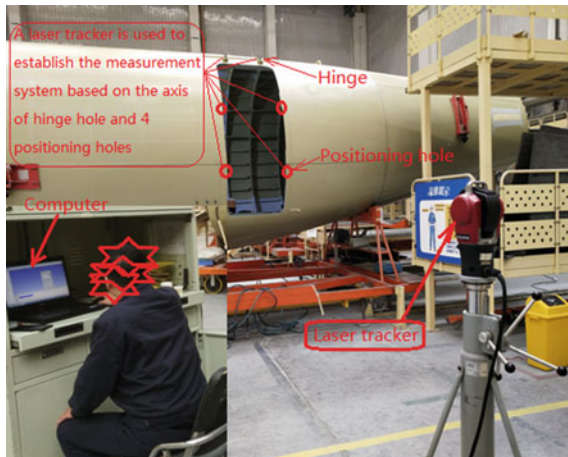 A laser tracker is used to
establish the measurement
system based on the axis
of hinge hole and 4
positioning holes
Hinge
Positioning hole
Computer
Laser tracker